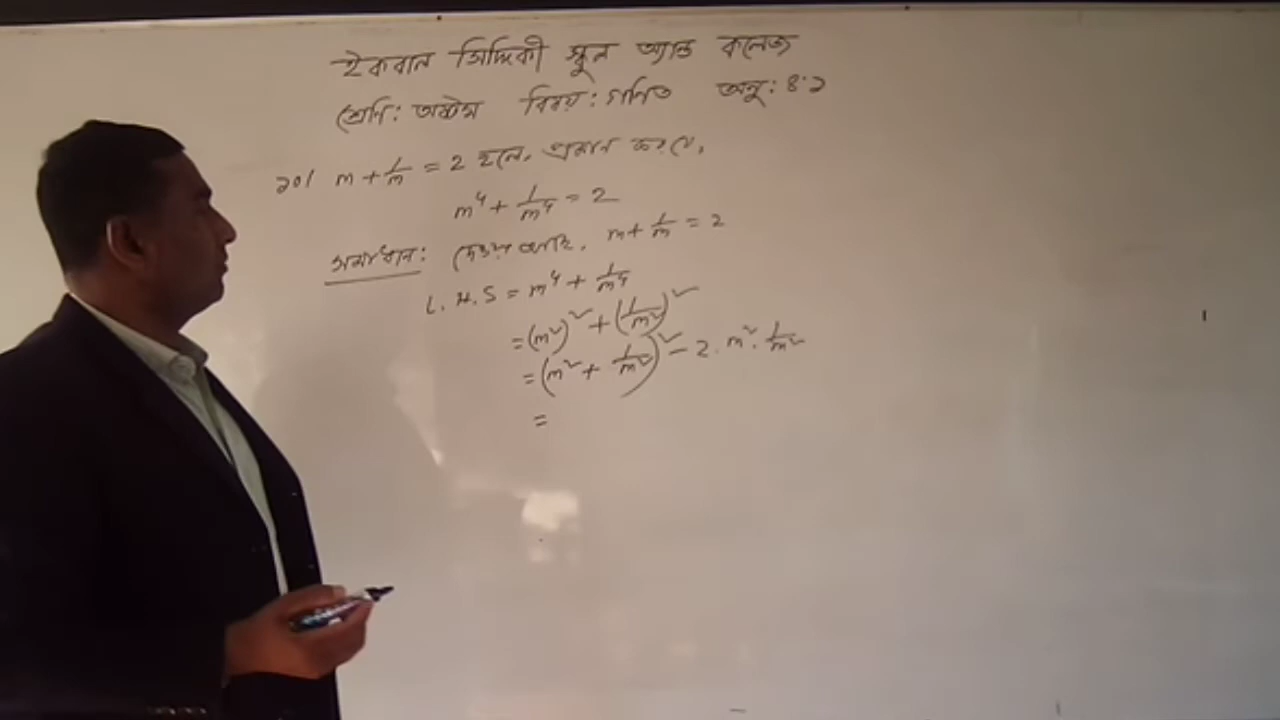 ইকবাল সিদ্দিকী স্কুল অ্যান্ড কলেজ
শ্রেণি: অষ্টম বিষয়: গণিত অনু: ৪.১
১০। m + 1/m = 2 হলে, প্রমাণ কর যে,
m⁴ + 1/m⁴ = 2
সমাধান: দেওয়া আছে, m + 1/m = 2
L.H.S = m⁴ + 1/m⁴
= (m²)² + (1/m²)²
= (m² + 1/m²)² - 2. m². 1/m²
=